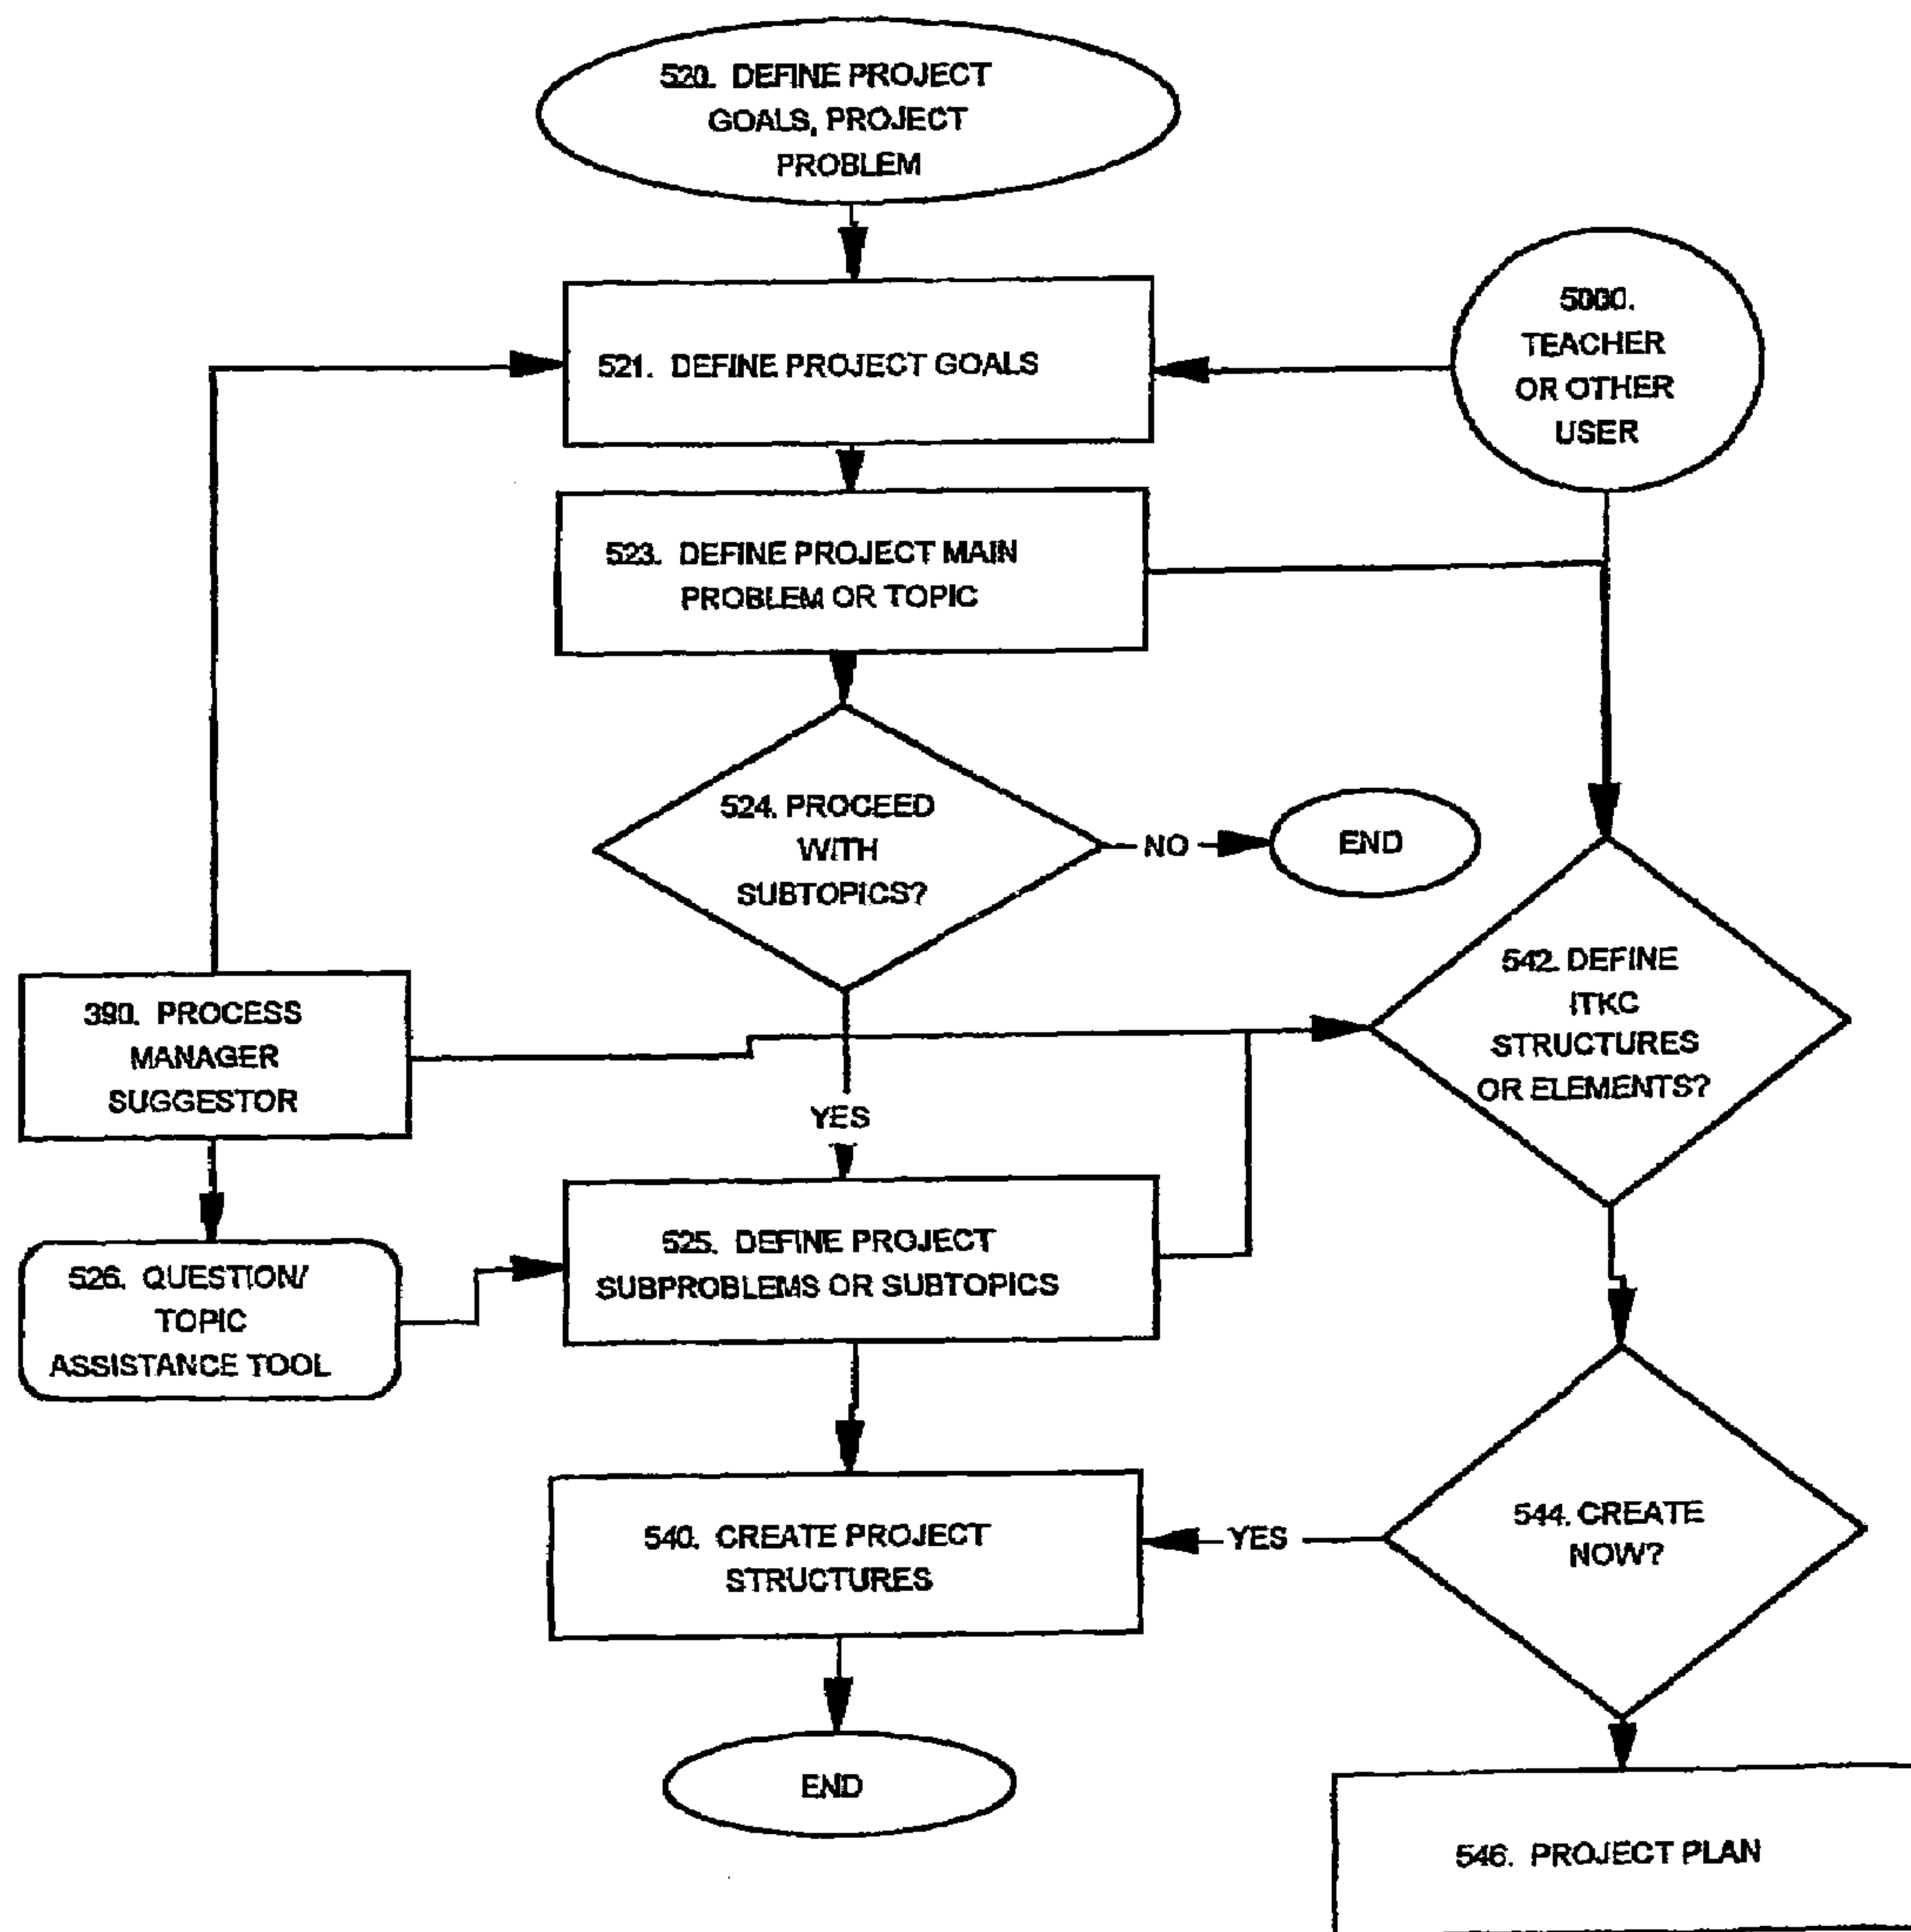 520. DEFINE PROJECT
GOALS, PROJECT
PROBLEM
5000.
TEACHER
OR OTHER
USER
521. DEFINE PROJECT GOALS
523. DEFINE PROJECT MAIN
PROBLEM OR TOPIC
524. PROCEED
WITH
SUBTOPICS?
NO
END
542. DEFINE
ITKC
STRUCTURES
OR ELEMENTS?
390. PROCESS
MANAGER
SUGGESTOR
YES
525. DEFINE PROJECT
SUBPROBLEMS OR SUBTOPICS
526. QUESTION/
TOPIC
ASSISTANCE TOOL
540. CREATE PROJECT
STRUCTURES
YES
544. CREATE
NOW?
END
546. PROJECT PLAN